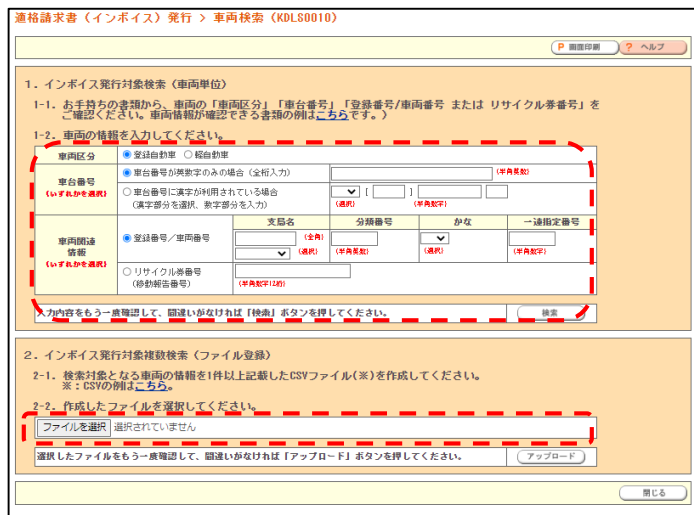 適格請求書（インボイス）発行 > 車両検索（KDLS0010）
P 画面印刷
? ヘルプ
1．インボイス発行対象検索（車両単位）
1-1．お手持ちの書類から、車両の「車両区分」「車台番号」「登録番号/車両番号 または リサイクル券番号」を
ご確認ください。車両情報が確認できる書類の例はこちらです。）
1-2．車両の情報を入力してください。
車両区分
登録自動車 軽自動車
車台番号
(いずれかを選択)
車台番号が英数字のみの場合（全桁入力）
(半角英数)
車台番号に漢字が利用されている場合
（漢字部分を選択、数字部分を入力）
[ ]
(選択) (半角数字)
車両関連
情報
(いずれかを選択)
登録番号／車両番号
支局名 分類番号 かな 一連指定番号
(全角)
(選択) (半角英数) (選択) (半角数字)
リサイクル券番号
（移動報告番号）
(半角数字12桁)
入力内容をもう一度確認して、間違いがなければ「検索」ボタンを押してください。
検索
2．インボイス発行対象複数検索（ファイル登録）
2-1．検索対象となる車両の情報を1件以上記載したCSVファイル(※)を作成してください。
※：CSVの例はこちら。
2-2．作成したファイルを選択してください。
ファイルを選択 選択されていません
選択したファイルをもう一度確認して、間違いがなければ「アップロード」ボタンを押してください。
アップロード
閉じる